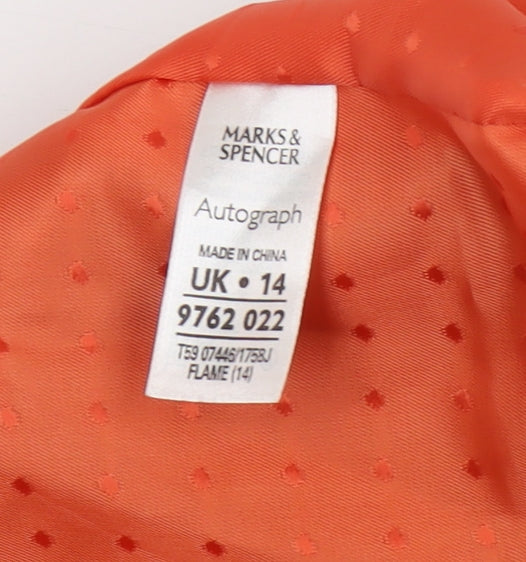 MARKS &
SPENCER
Autograph
MADE IN CHINA
UK • 14
9762 022
T59 07446/1758J
FLAME (14)